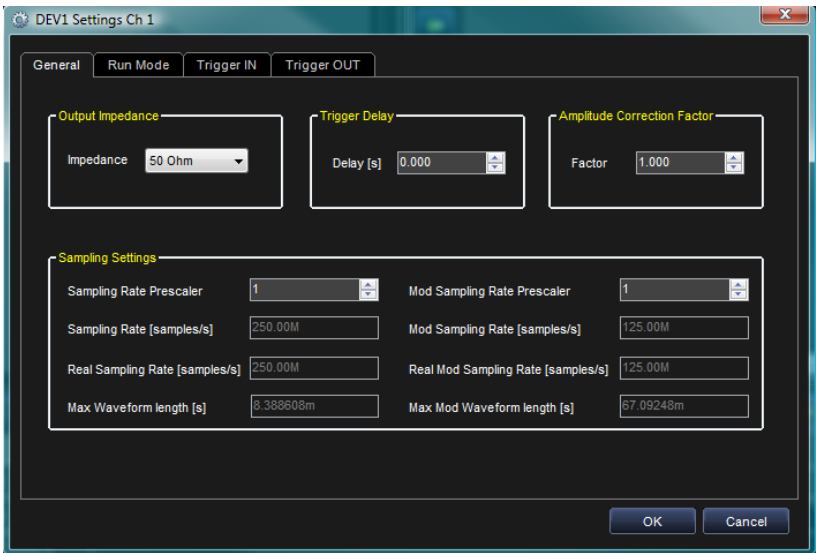 DEV1 Settings Ch 1
General Run Mode Trigger IN Trigger OUT
Output Impedance Trigger Delay Amplitude Correction Factor
Impedance 50 Ohm Delay [s] 0.000 Factor 1.000
Sampling Settings
Sampling Rate Prescaler 1 Mod Sampling Rate Prescaler 1
Sampling Rate [samples/s] 250.00M Mod Sampling Rate [samples/s] 125.00M
Real Sampling Rate [samples/s] 250.00M Real Mod Sampling Rate [samples/s] 125.00M
Max Waveform length [s] 8.388608m Max Mod Waveform length [s] 67.09248m
OK Cancel